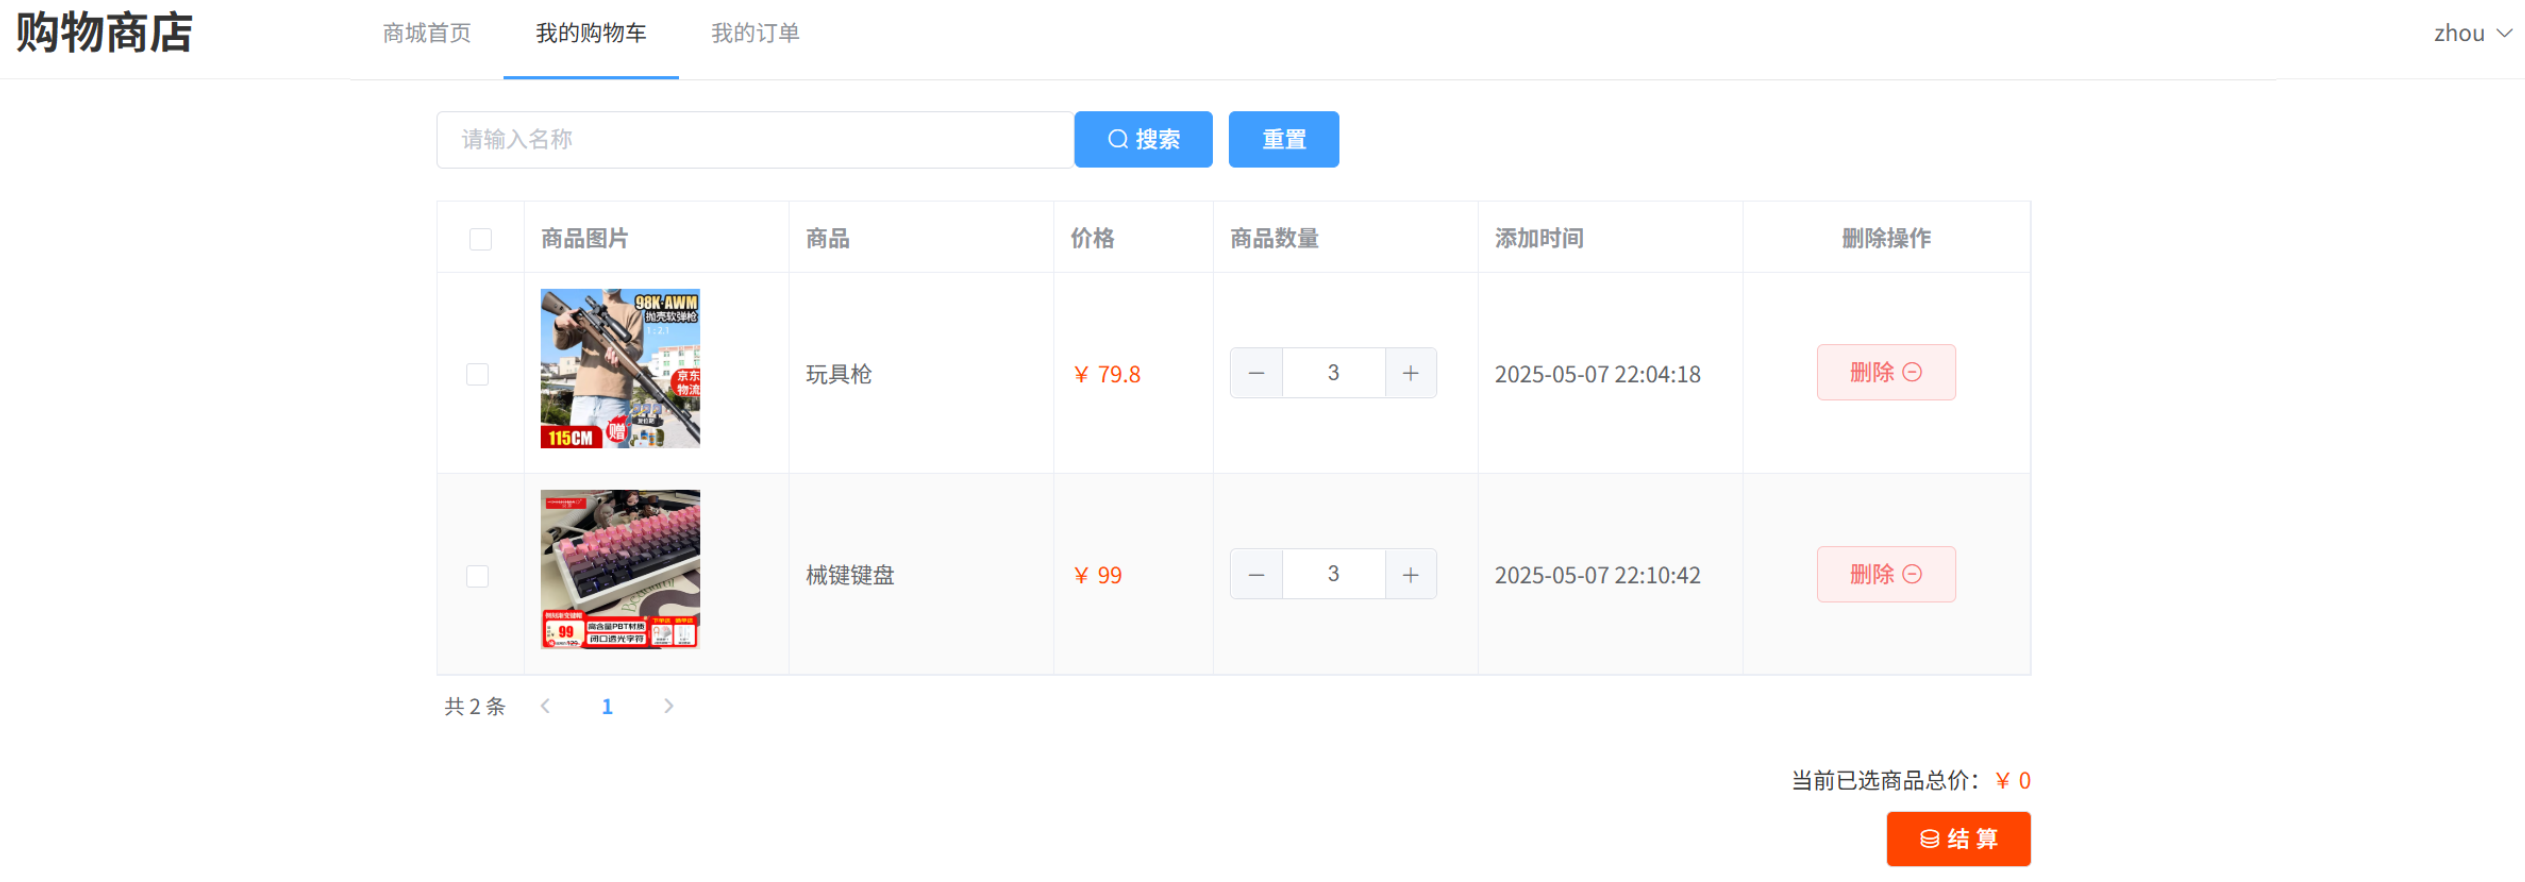 购物商店
商城首页
我的购物车
我的订单
zhou
请输入名称
搜索
重置
商品图片
商品
价格
商品数量
添加时间
删除操作
98K·AWM
抛壳软弹枪
京东
物流
115CM
赠
玩具枪
¥ 79.8
3
2025-05-07 22:04:18
删除
99
高含量PBT材质
闭口透光字符
械键键盘
¥ 99
3
2025-05-07 22:10:42
删除
共 2 条
1
当前已选商品总价：¥ 0
结 算